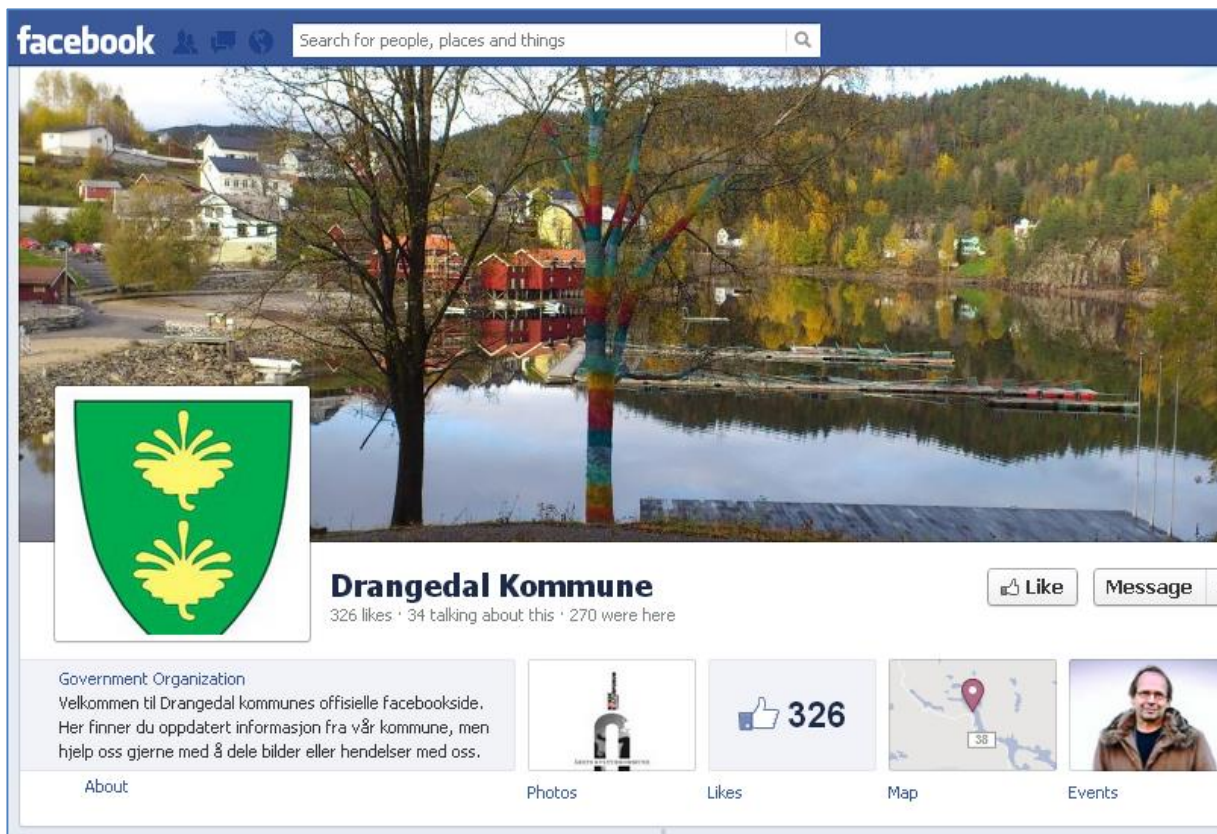 facebook
Search for people, places and things
Drangedal Kommune
326 likes · 34 talking about this · 270 were here
Like
Message
Government Organization
Velkommen til Drangedal kommunes offisielle facebookside.
Her finner du oppdatert informasjon fra vår kommune, men
hjelp oss gjerne med å dele bilder eller hendelser med oss.
About
326
38
Photos
Likes
Map
Events